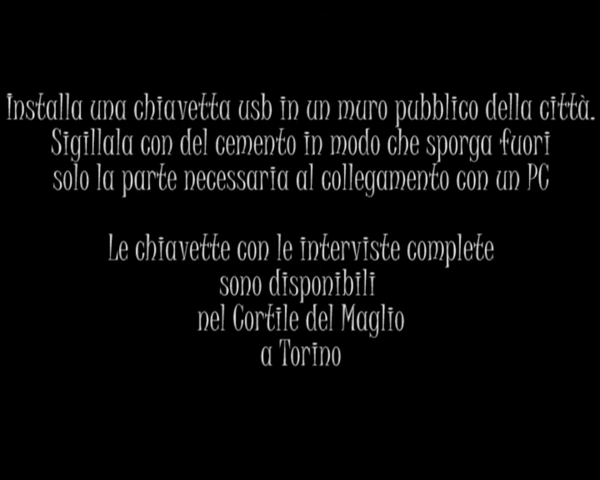 Installa una chiavetta usb in un muro pubblico della città.
Sigillala con del cemento in modo che sporga fuori
solo la parte necessaria al collegamento con un PC
Le chiavette con le interviste complete
sono disponibili
nel Cortile del Maglio
a Torino